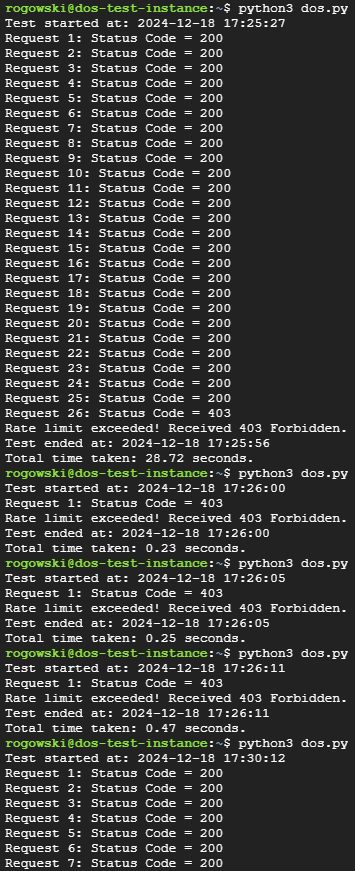 rogowski@dos-test-instance:~$ python3 dos.py
Test started at: 2024-12-18 17:25:27
Request 1: Status Code = 200
Request 2: Status Code = 200
Request 3: Status Code = 200
Request 4: Status Code = 200
Request 5: Status Code = 200
Request 6: Status Code = 200
Request 7: Status Code = 200
Request 8: Status Code = 200
Request 9: Status Code = 200
Request 10: Status Code = 200
Request 11: Status Code = 200
Request 12: Status Code = 200
Request 13: Status Code = 200
Request 14: Status Code = 200
Request 15: Status Code = 200
Request 16: Status Code = 200
Request 17: Status Code = 200
Request 18: Status Code = 200
Request 19: Status Code = 200
Request 20: Status Code = 200
Request 21: Status Code = 200
Request 22: Status Code = 200
Request 23: Status Code = 200
Request 24: Status Code = 200
Request 25: Status Code = 200
Request 26: Status Code = 403
Rate limit exceeded! Received 403 Forbidden.
Test ended at: 2024-12-18 17:25:56
Total time taken: 28.72 seconds.
rogowski@dos-test-instance:~$ python3 dos.py
Test started at: 2024-12-18 17:26:00
Request 1: Status Code = 403
Rate limit exceeded! Received 403 Forbidden.
Test ended at: 2024-12-18 17:26:00
Total time taken: 0.23 seconds.
rogowski@dos-test-instance:~$ python3 dos.py
Test started at: 2024-12-18 17:26:05
Request 1: Status Code = 403
Rate limit exceeded! Received 403 Forbidden.
Test ended at: 2024-12-18 17:26:05
Total time taken: 0.25 seconds.
rogowski@dos-test-instance:~$ python3 dos.py
Test started at: 2024-12-18 17:26:11
Request 1: Status Code = 403
Rate limit exceeded! Received 403 Forbidden.
Test ended at: 2024-12-18 17:26:11
Total time taken: 0.47 seconds.
rogowski@dos-test-instance:~$ python3 dos.py
Test started at: 2024-12-18 17:30:12
Request 1: Status Code = 200
Request 2: Status Code = 200
Request 3: Status Code = 200
Request 4: Status Code = 200
Request 5: Status Code = 200
Request 6: Status Code = 200
Request 7: Status Code = 200